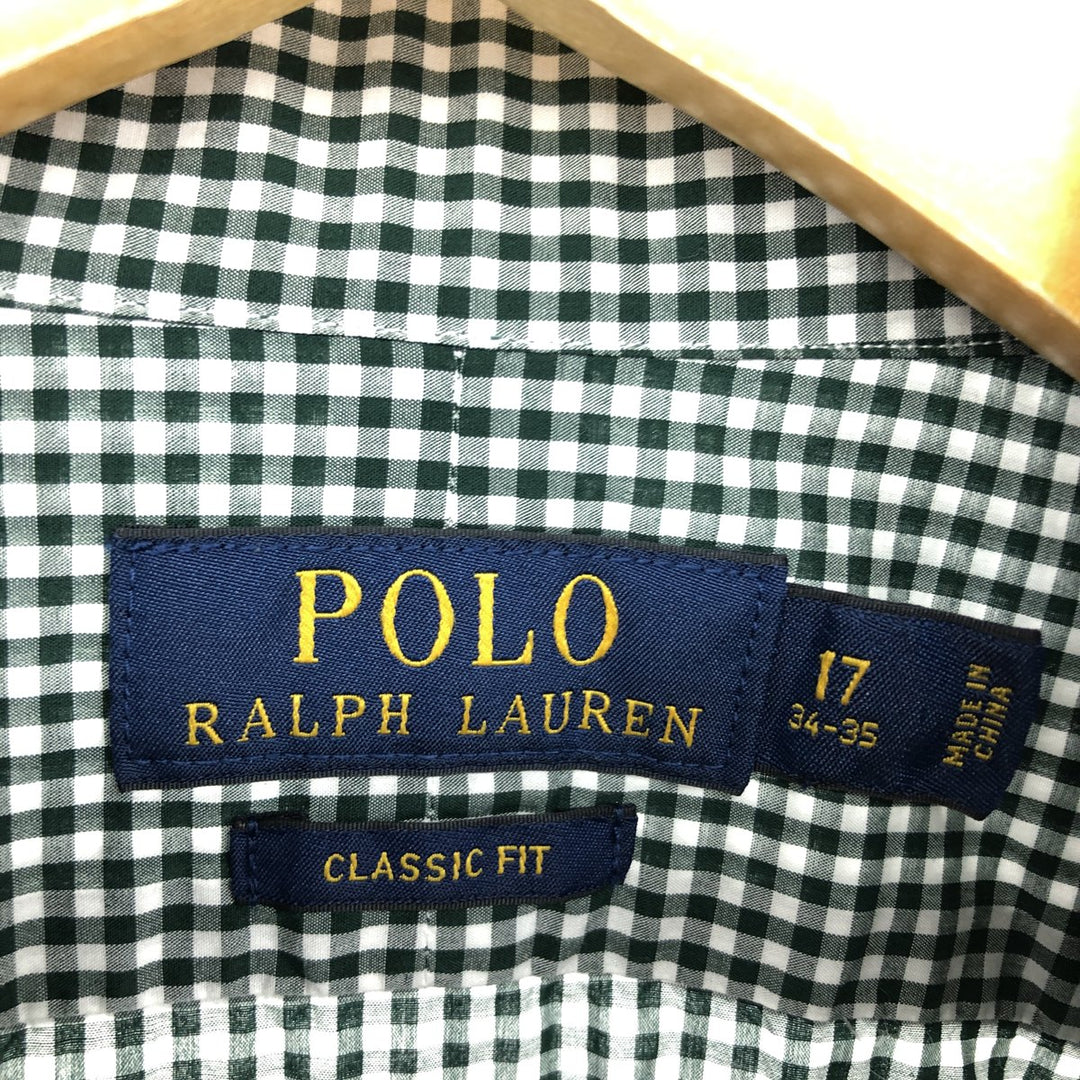 POLO
RALPH LAUREN
17
34-35
MADE IN
CHINA
CLASSIC FIT